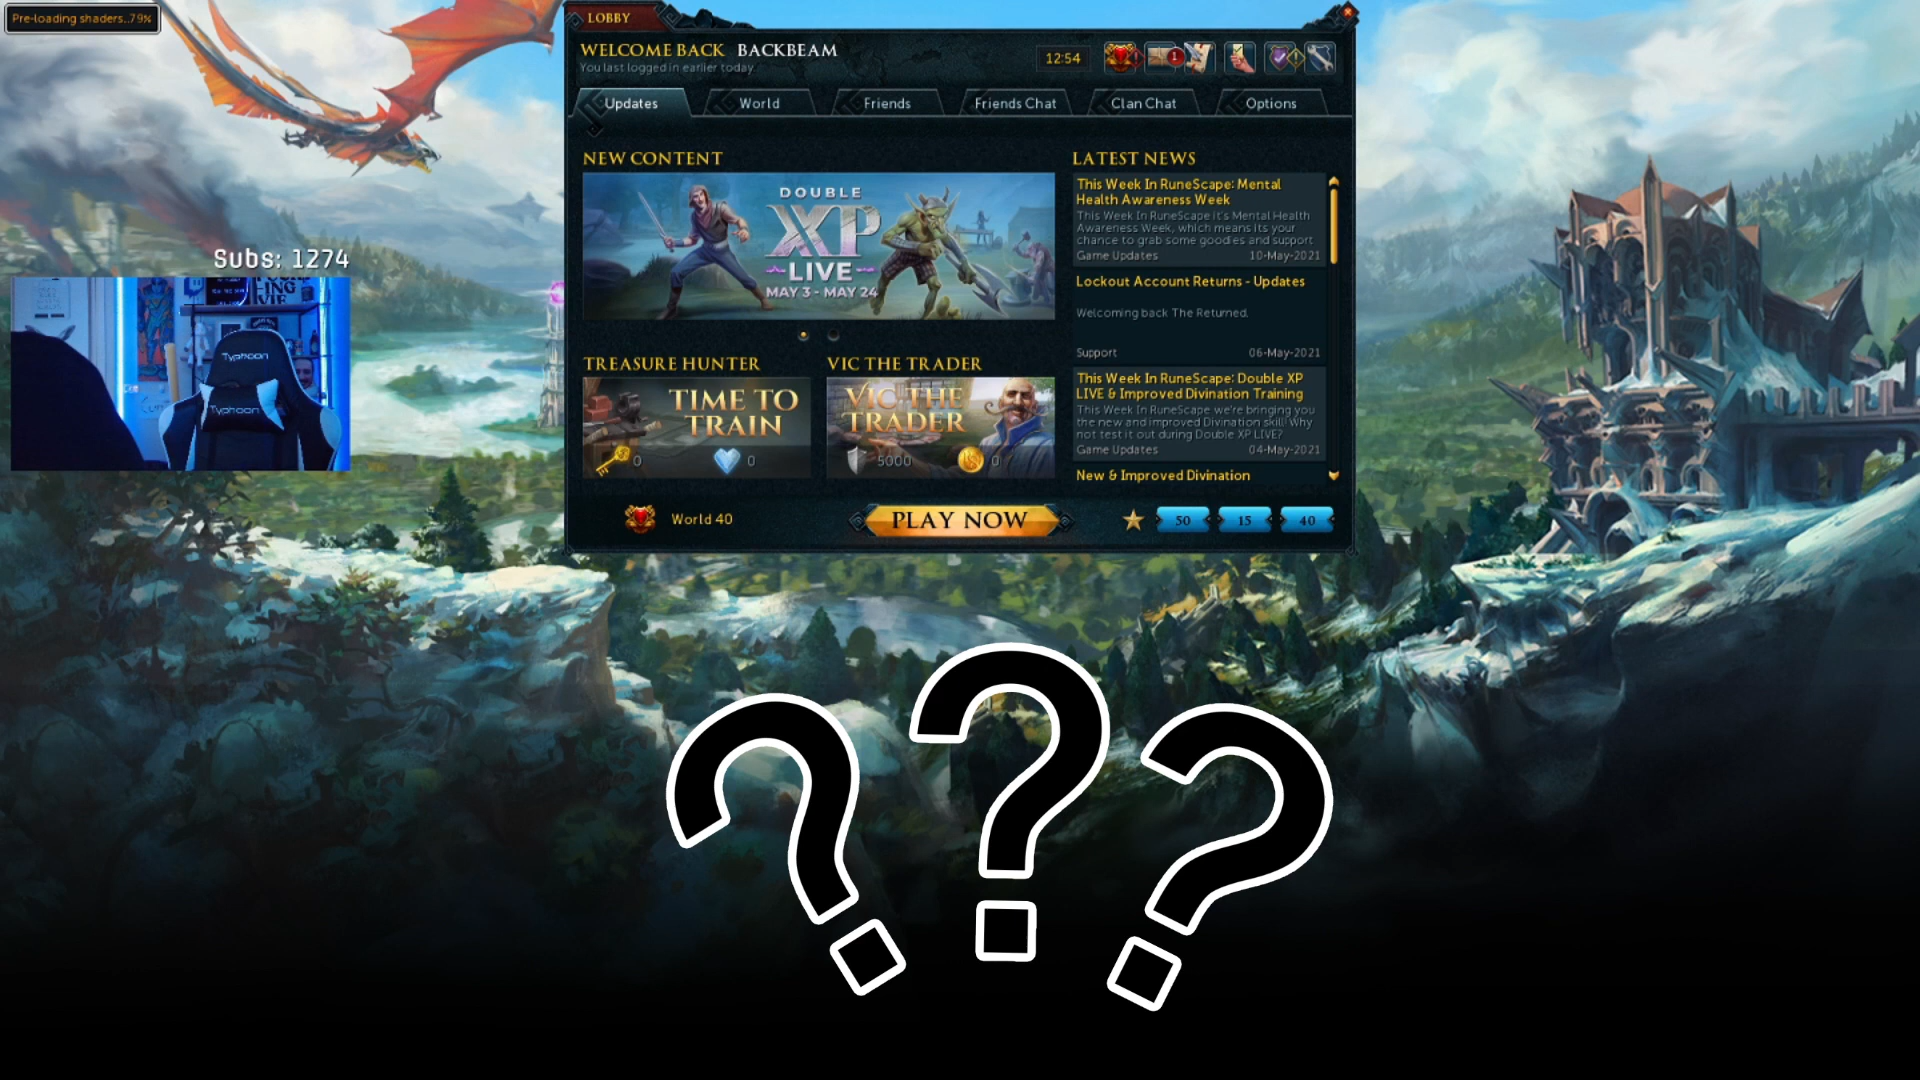 Pre-loading shaders..79%
LOBBY
WELCOME BACK BACKBEAM
You last logged in earlier today.
12:54
1
Updates
World
Friends
Friends Chat
Clan Chat
Options
NEW CONTENT
DOUBLE
XP
LIVE
MAY 3 - MAY 24
LATEST NEWS
This Week In RuneScape: Mental
Health Awareness Week
This Week In RuneScape it's Mental Health
Awareness Week, which means its your
chance to grab some goodies and support
Game Updates 10-May-2021
Lockout Account Returns - Updates
Welcoming back The Returned.
Support 06-May-2021
This Week In RuneScape: Double XP
LIVE & Improved Divination Training
This Week In RuneScape we're bringing you
the new and improved Divination skill! Why
not test it out during Double XP LIVE?
Game Updates 04-May-2021
New & Improved Divination
TREASURE HUNTER
TIME TO
TRAIN
0
0
VIC THE TRADER
VIC THE
TRADER
5000
0
World 40
PLAY NOW
50
15
40
Subs: 1274
LING
VIE
Typhoon
Typhoon
???